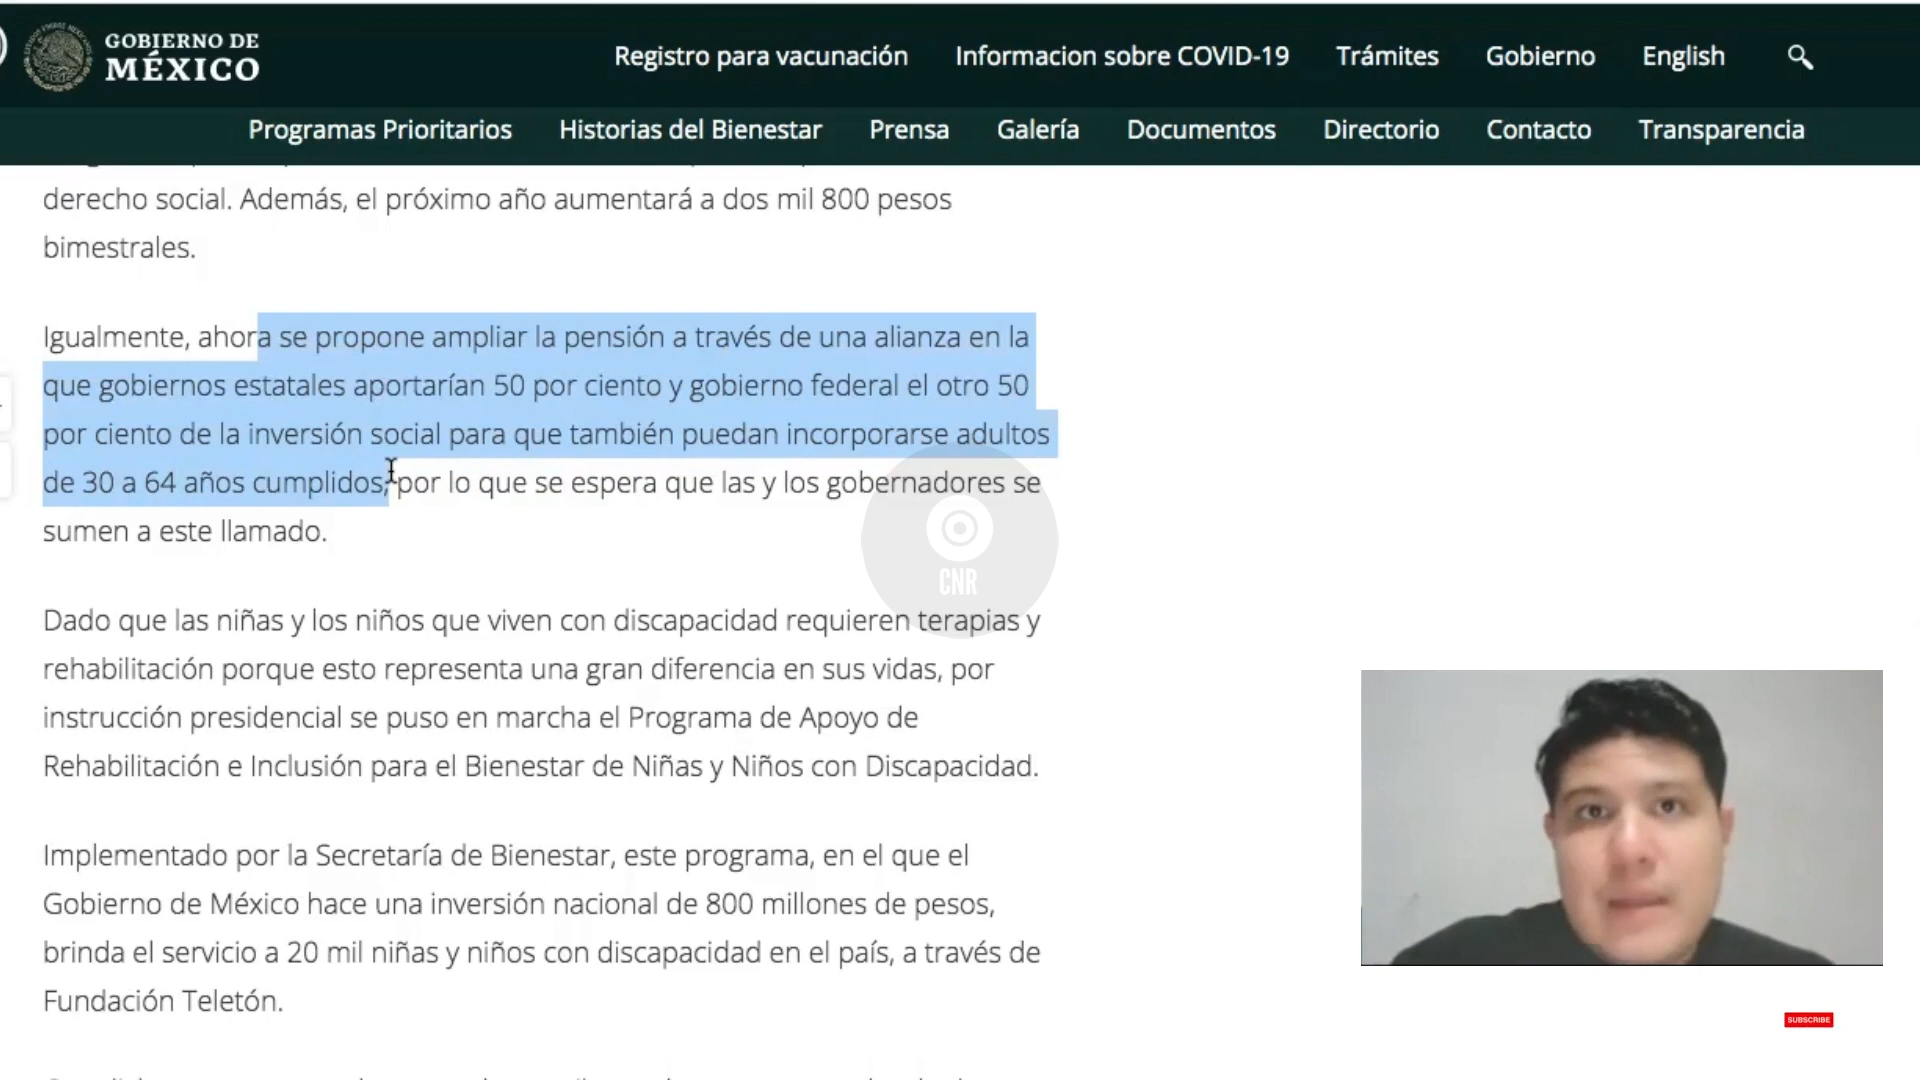 GOBIERNO DE
MÉXICO
Registro para vacunación Informacion sobre COVID-19 Trámites Gobierno English
Programas Prioritarios Historias del Bienestar Prensa Galería Documentos Directorio Contacto Transparencia
derecho social. Además, el próximo año aumentará a dos mil 800 pesos
bimestrales.
Igualmente, ahora se propone ampliar la pensión a través de una alianza en la
que gobiernos estatales aportarían 50 por ciento y gobierno federal el otro 50
por ciento de la inversión social para que también puedan incorporarse adultos
de 30 a 64 años cumplidos, por lo que se espera que las y los gobernadores se
sumen a este llamado.
CNR
Dado que las niñas y los niños que viven con discapacidad requieren terapias y
rehabilitación porque esto representa una gran diferencia en sus vidas, por
instrucción presidencial se puso en marcha el Programa de Apoyo de
Rehabilitación e Inclusión para el Bienestar de Niñas y Niños con Discapacidad.
Implementado por la Secretaría de Bienestar, este programa, en el que el
Gobierno de México hace una inversión nacional de 800 millones de pesos,
brinda el servicio a 20 mil niñas y niños con discapacidad en el país, a través de
Fundación Teletón.
SUBSCRIBE